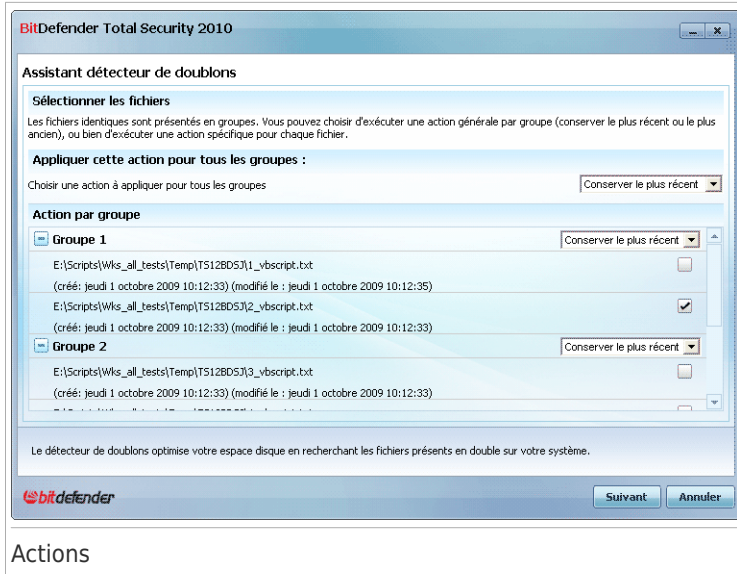 BitDefender Total Security 2010
Assistant détecteur de doublons
Sélectionner les fichiers
Les fichiers identiques sont présentés en groupes. Vous pouvez choisir d'exécuter une action générale par groupe (conserver le plus récent ou le plus
ancien), ou bien d'exécuter une action spécifique pour chaque fichier.
Appliquer cette action pour tous les groupes :
Choisir une action à appliquer pour tous les groupes
Conserver le plus récent
Action par groupe
Groupe 1
Conserver le plus récent
E:\Scripts\Wks_all_tests\Temp\TS12BDSJ\1_vbscript.txt
(créé: jeudi 1 octobre 2009 10:12:33) (modifié le : jeudi 1 octobre 2009 10:12:35)
E:\Scripts\Wks_all_tests\Temp\TS12BDSJ\2_vbscript.txt
(créé: jeudi 1 octobre 2009 10:12:33) (modifié le : jeudi 1 octobre 2009 10:12:33)
Groupe 2
Conserver le plus récent
E:\Scripts\Wks_all_tests\Temp\TS12BDSJ\3_vbscript.txt
(créé: jeudi 1 octobre 2009 10:12:33) (modifié le : jeudi 1 octobre 2009 10:12:33)
Le détecteur de doublons optimise votre espace disque en recherchant les fichiers présents en double sur votre système.
bitdefender
Suivant
Annuler
Actions